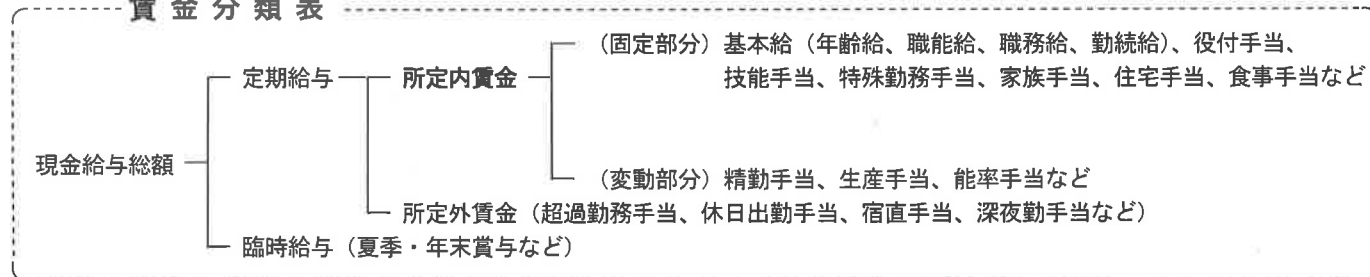 賃金分類表
（固定部分）基本給（年齢給、職能給、職務給、勤続給）、役付手当、
定期給与 所定内賃金 技能手当、特殊勤務手当、家族手当、住宅手当、食事手当など
現金給与総額
（変動部分）精勤手当、生産手当、能率手当など
所定外賃金（超過勤務手当、休日出勤手当、宿直手当、深夜勤手当など）
臨時給与（夏季・年末賞与など）